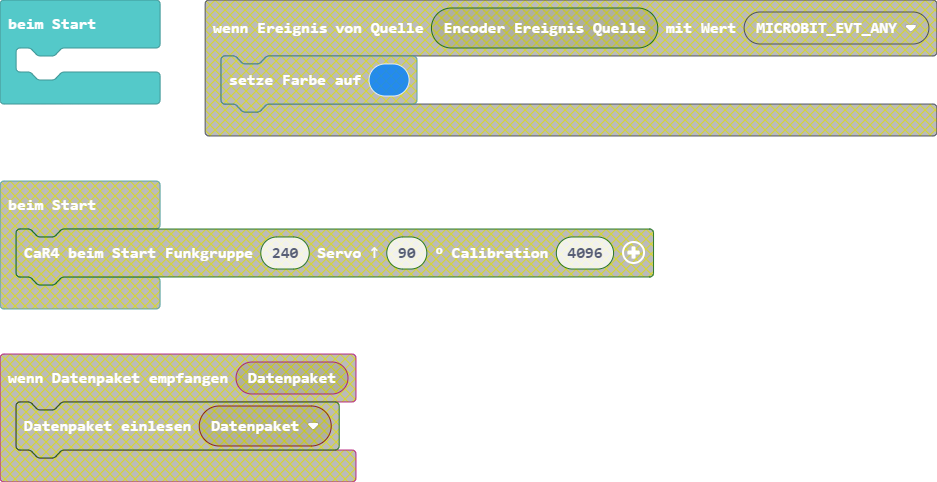 beim Start
wenn Ereignis von Quelle Encoder Ereignis Quelle mit Wert MICROBIT_EVT_ANY
setze Farbe auf
beim Start
CaR4 beim Start Funkgruppe 240 Servo ↑ 90 ° Calibration 4096
wenn Datenpaket empfangen Datenpaket
Datenpaket einlesen Datenpaket